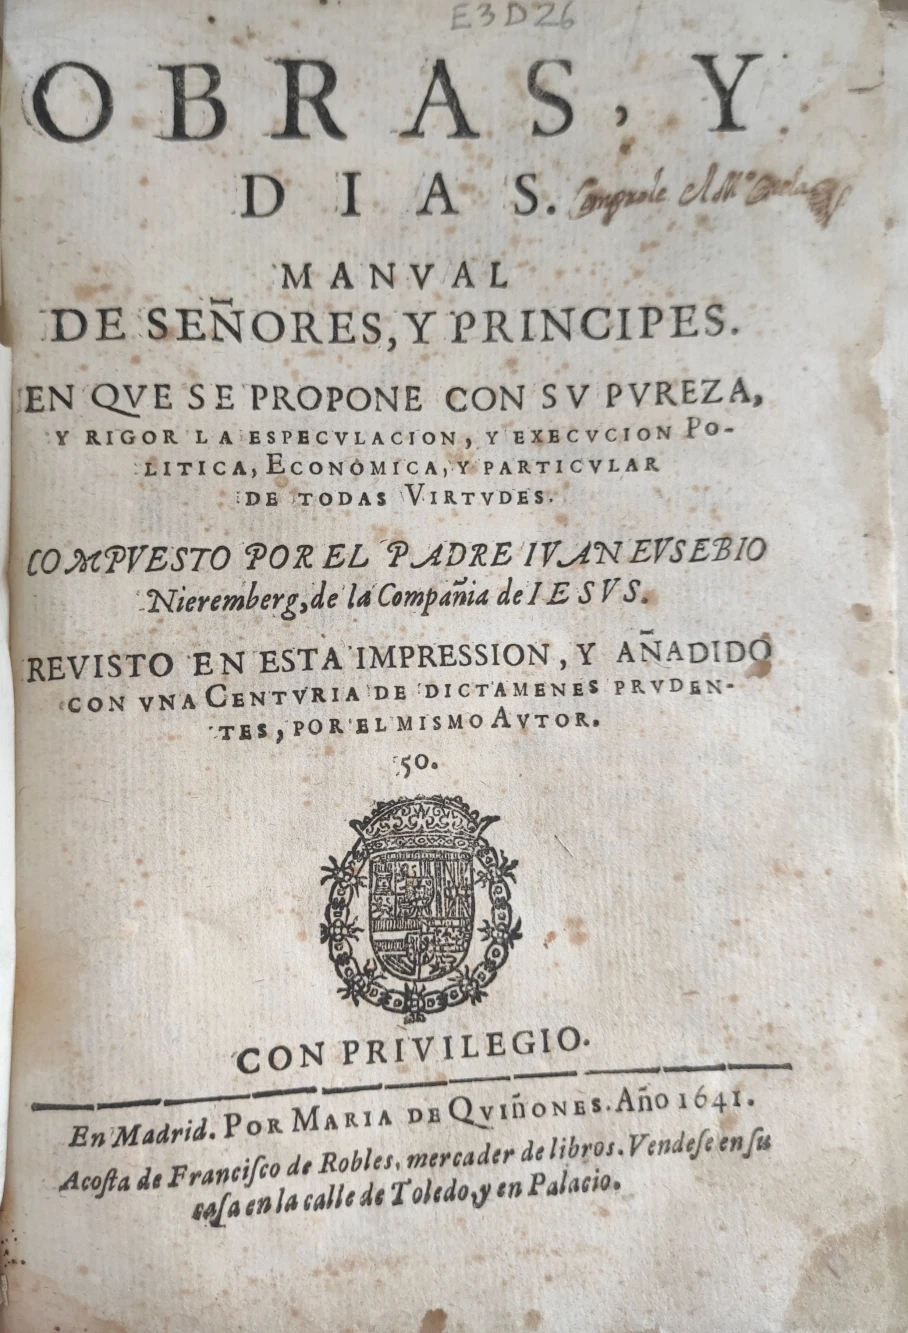 E3D26
OBRAS, Y
DIAS.
MANVAL
DE SEÑORES, Y PRINCIPES.
EN QVE SE PROPONE CON SV PVREZA,
Y RIGOR LA ESPECVLACION, Y EXECVCION PO-
LITICA, ECONÒMICA, Y PARTICVLAR
DE TODAS VIRTVDES.
COMPVESTO POR EL PADRE IVAN EVSEBIO
Nieremberg, de la Compañia de IESVS.
REVISTO EN ESTA IMPRESSION, Y AÑADIDO
CON VNA CENTVRIA DE DICTAMENES PRVDEN-
TES, POR EL MISMO AVTOR.
50.
CON PRIVILEGIO.
En Madrid. POR MARIA DE QVIÑONES. Año 1641.
Acoſta de Franciſco de Robles, mercader de libros. Vendeſe en ſu
caſa en la calle de Toledo, y en Palacio.